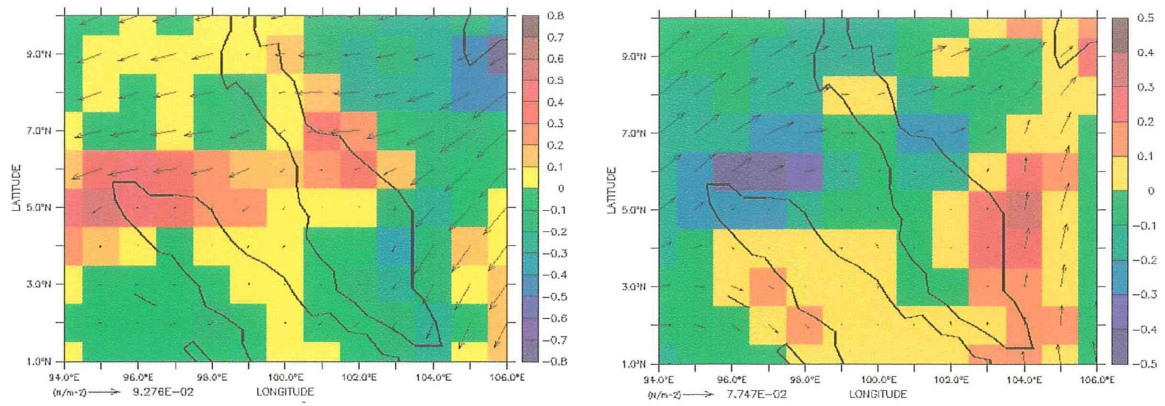 9.0°N
7.0°N
5.0°N
3.0°N
1.0°N
LATITUDE
94.0°E 96.0°E 98.0°E 100.0°E 102.0°E 104.0°E 106.0°E
(N/m-2) 9.276E-02 LONGITUDE
0.8
0.6
0.5
0.4
0.3
0.2
0.1
0
-0.1
-0.2
-0.3
-0.4
-0.5
-0.6
-0.7
-0.8
9.0°N
7.0°N
5.0°N
3.0°N
1.0°N
LATITUDE
94.0°E 96.0°E 98.0°E 100.0°E 102.0°E 104.0°E 106.0°E
(N/m-2) 7.747E-02 LONGITUDE
0.5
0.4
0.3
0.2
0.1
0
-0.1
-0.2
-0.3
-0.4
-0.5